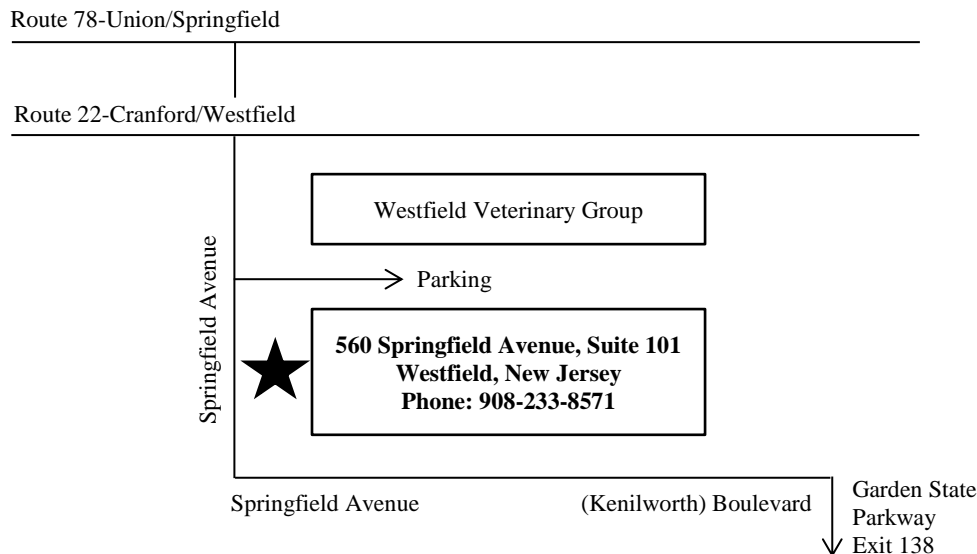 Route 78-Union/Springfield
Route 22-Cranford/Westfield
Westfield Veterinary Group
Springfield Avenue
Parking
560 Springfield Avenue, Suite 101
Westfield, New Jersey
Phone: 908-233-8571
Springfield Avenue
(Kenilworth) Boulevard
Garden State
Parkway
Exit 138